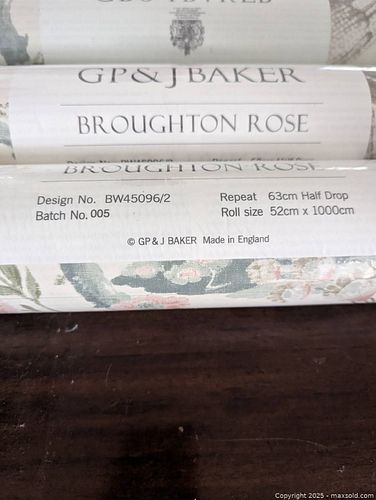 GP & J BAKER
BROUGHTON ROSE
BROUGHTON ROSE
Design No. BW45096/2 Repeat 63cm Half Drop
Batch No. 005 Roll size 52cm x 1000cm
© GP & J BAKER Made in England
Copyright 2025 - maxsold.com